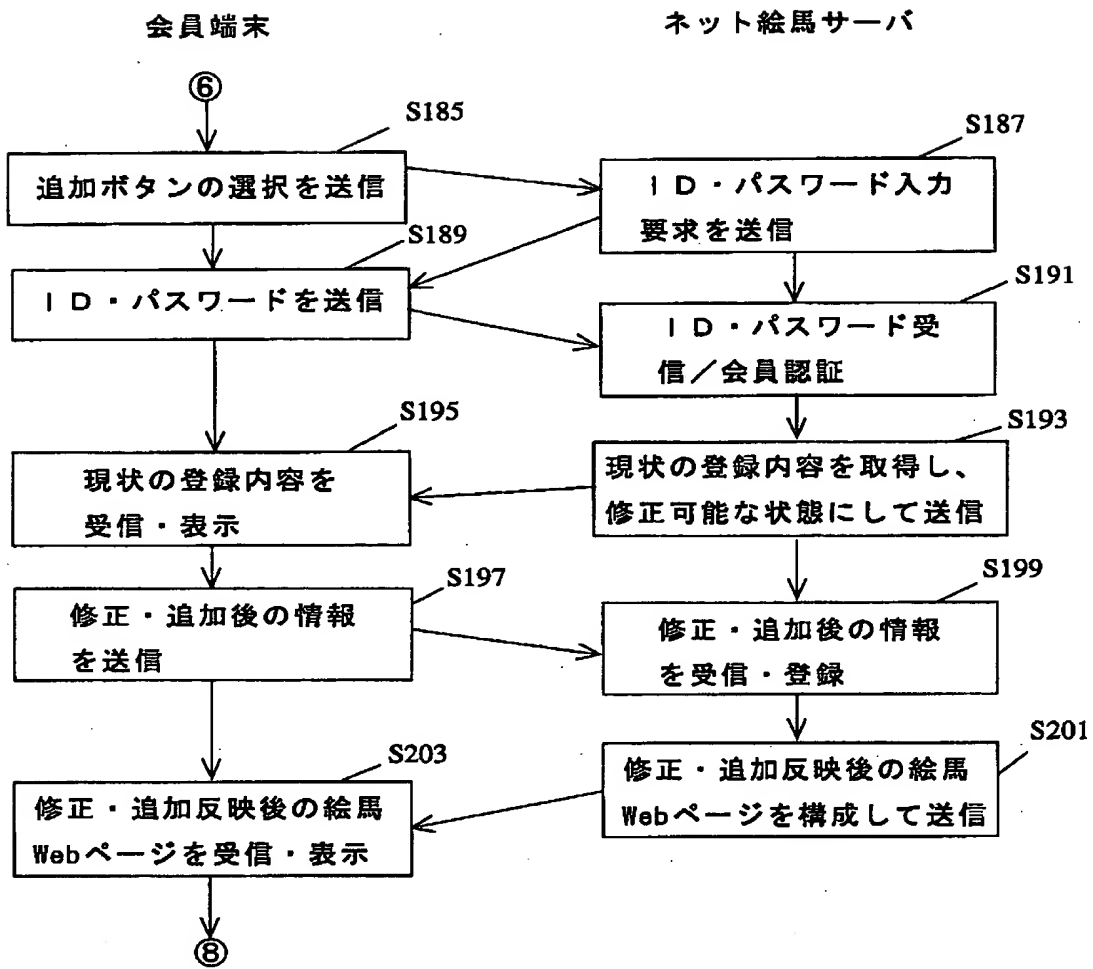 会員端末
ネット絵馬サーバ
⑥
S185
S187
追加ボタンの選択を送信
ID・パスワード入力
要求を送信
S189
S191
ID・パスワードを送信
ID・パスワード受
信/会員認証
S195
S193
現状の登録内容を
受信・表示
現状の登録内容を取得し、
修正可能な状態にして送信
S197
S199
修正・追加後の情報
を送信
修正・追加後の情報
を受信・登録
S203
S201
修正・追加反映後の絵馬
Webページを受信・表示
修正・追加反映後の絵馬
Webページを構成して送信
⑧